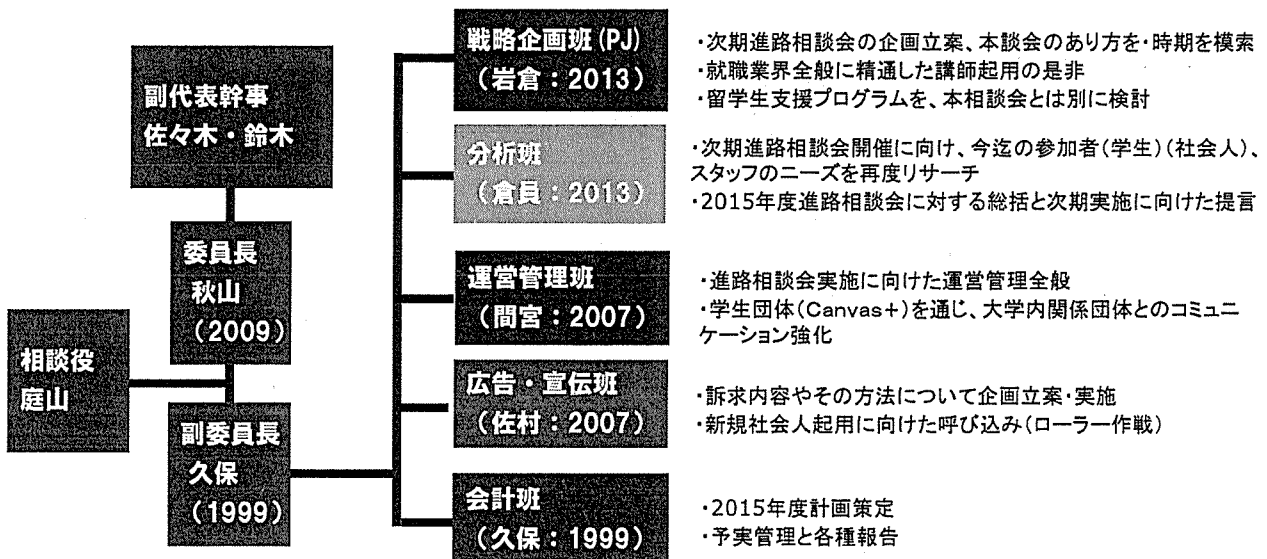 副代表幹事
佐々木・鈴木
委員長
秋山
（2009）
相談役
庭山
副委員長
久保
（1999）
戦略企画班(PJ)
（岩倉：2013）
・次期進路相談会の企画立案、本談会のあり方を・時期を模索
・就職業界全般に精通した講師起用の是非
・留学生支援プログラムを、本相談会とは別に検討
分析班
（倉員：2013）
・次期進路相談会開催に向け、今迄の参加者(学生)(社会人)、
スタッフのニーズを再度リサーチ
・2015年度進路相談会に対する総括と次期実施に向けた提言
運営管理班
（間宮：2007）
・進路相談会実施に向けた運営管理全般
・学生団体(Canvas+)を通じ、大学内関係団体とのコミュニ
ケーション強化
広告・宣伝班
（佐村：2007）
・訴求内容やその方法について企画立案・実施
・新規社会人起用に向けた呼び込み(ローラー作戦)
会計班
（久保：1999）
・2015年度計画策定
・予実管理と各種報告